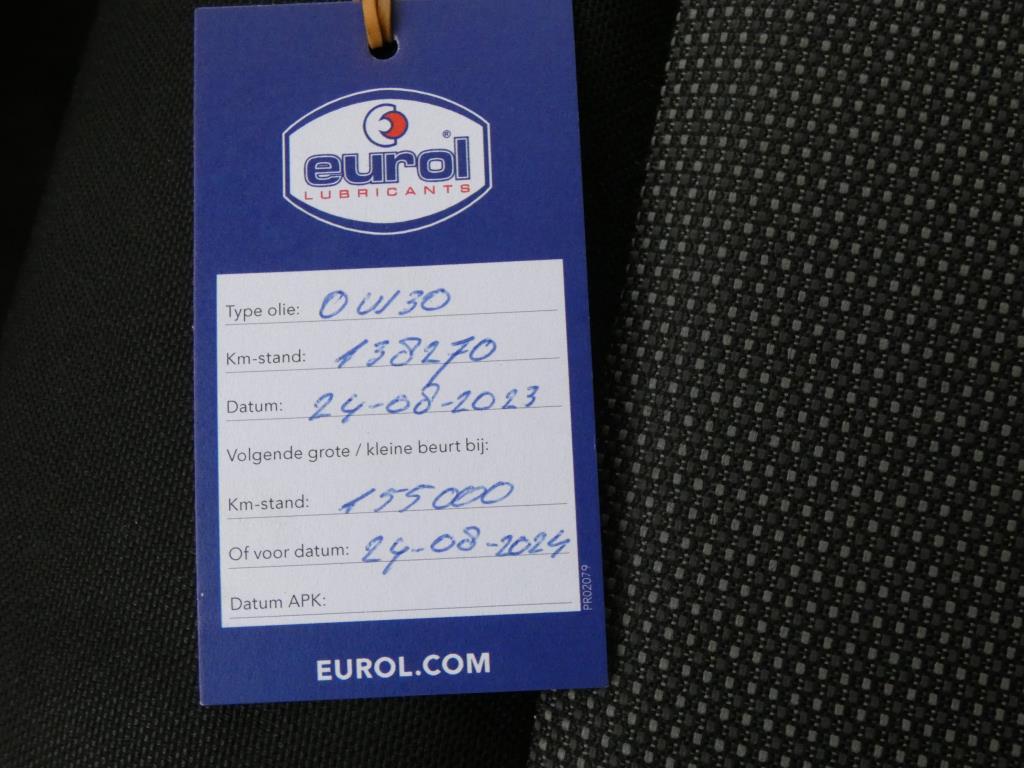 eurol®
LUBRICANTS
Type olie: 0W30
Km-stand: 138270
Datum: 24-08-2023
Volgende grote / kleine beurt bij:
Km-stand: 155000
Of voor datum: 24-08-2024
Datum APK:
PR02079
EUROL.COM